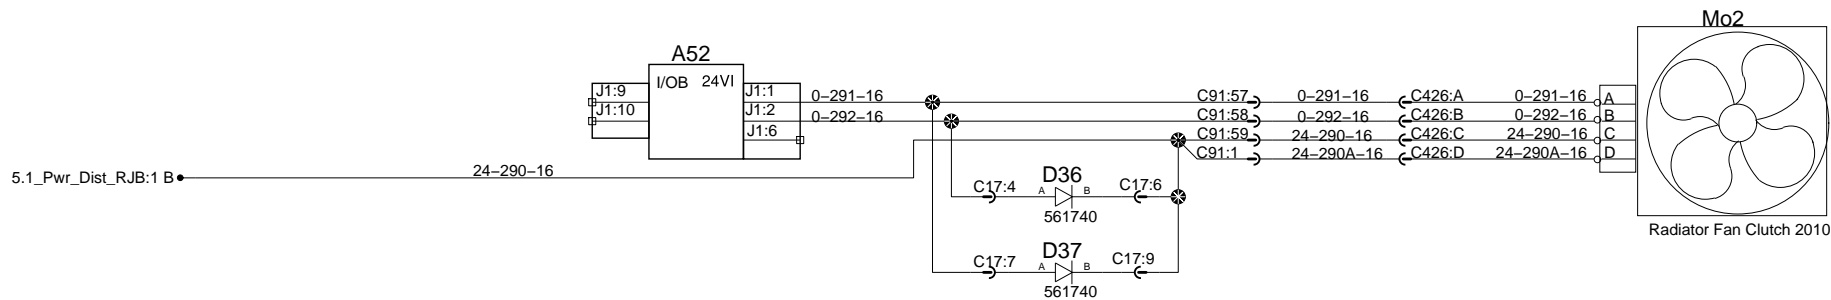 Mo2
A52
I/OB 24VI
J1:9
J1:10
J1:1
J1:2
J1:6
0-291-16
0-292-16
C91:57 0-291-16 C426:A 0-291-16 A
C91:58 0-292-16 C426:B 0-292-16 B
C91:59 24-290-16 C426:C 24-290-16 C
C91:1 24-290A-16 C426:D 24-290A-16 D
5.1_Pwr_Dist_RJB:1 B
24-290-16
D36
C17:4 A B C17:6
561740
D37
C17:7 A B C17:9
561740
Radiator Fan Clutch 2010